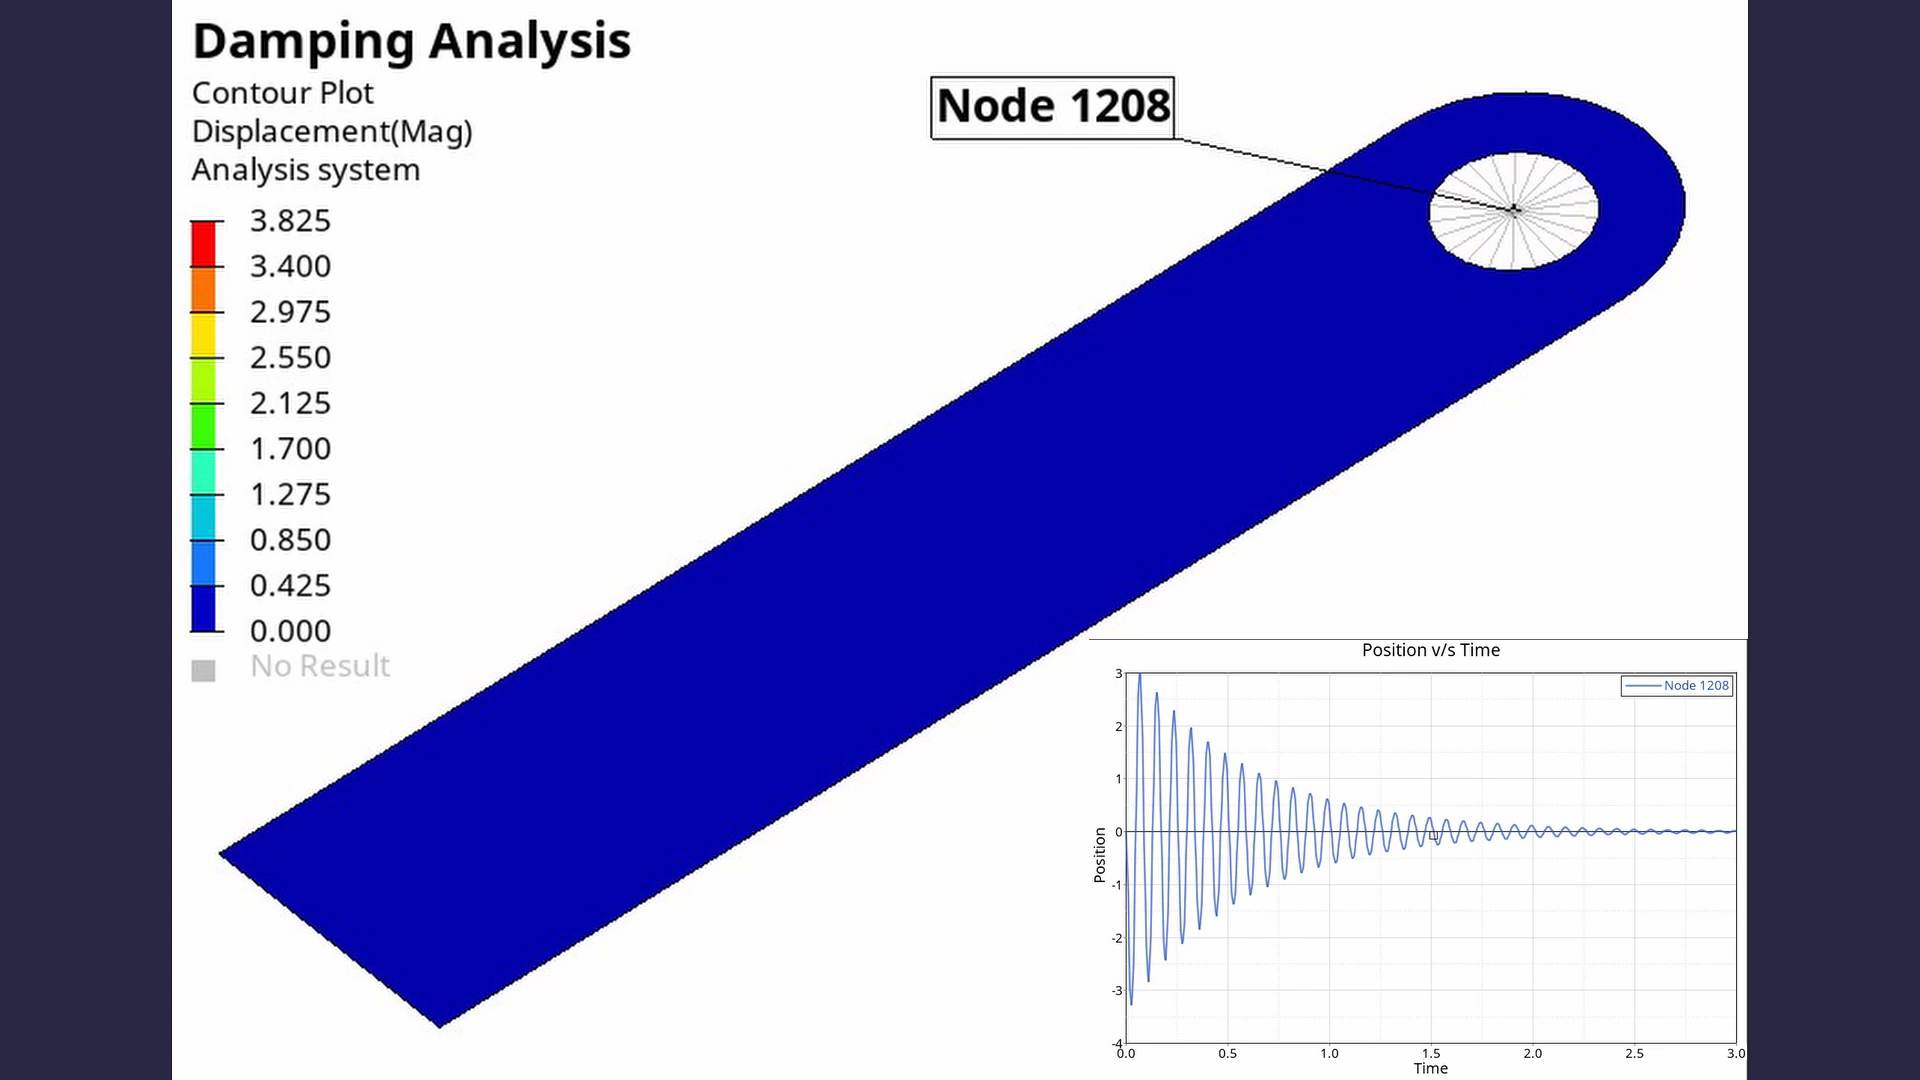 Damping Analysis
Contour Plot
Displacement(Mag)
Analysis system
3.825
3.400
2.975
2.550
2.125
1.700
1.275
0.850
0.425
0.000
No Result
Node 1208
Position v/s Time
Node 1208
3
2
1
0
-1
-2
-3
-4
Position
0.0 0.5 1.0 1.5 2.0 2.5 3.0
Time